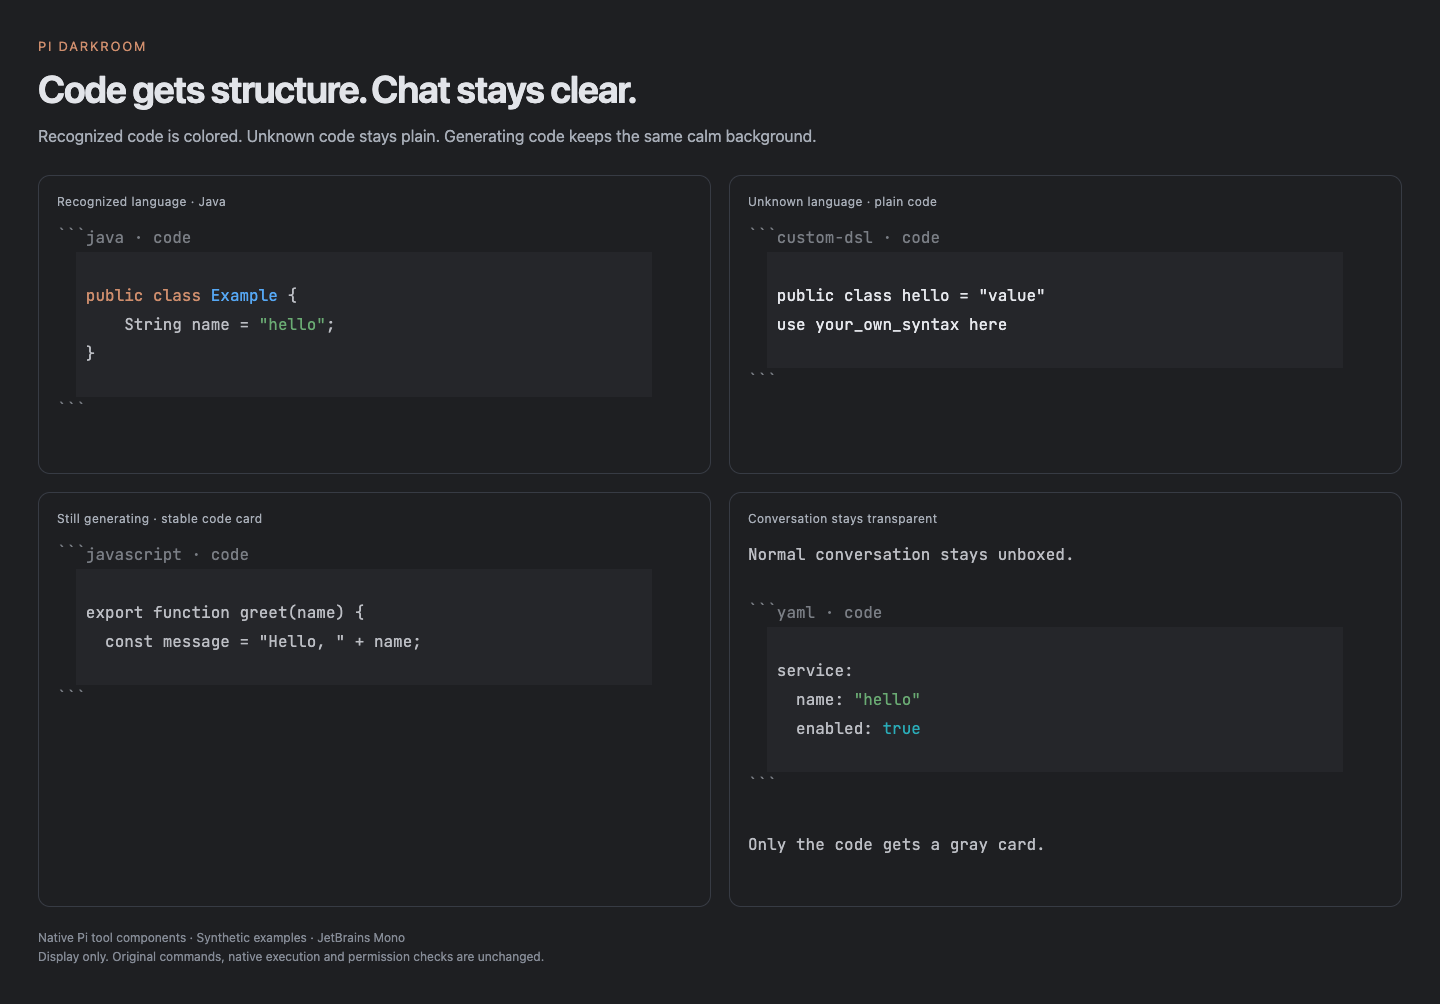 PI DARKROOM
Code gets structure. Chat stays clear.
Recognized code is colored. Unknown code stays plain. Generating code keeps the same calm background.
Recognized language · Java
```java · code
public class Example {
    String name = "hello";
}
```
Unknown language · plain code
```custom-dsl · code
public class hello = "value"
use your_own_syntax here
```
Still generating · stable code card
```javascript · code
export function greet(name) {
  const message = "Hello, " + name;
```
Conversation stays transparent
Normal conversation stays unboxed.
```yaml · code
service:
  name: "hello"
  enabled: true
```
Only the code gets a gray card.
Native Pi tool components · Synthetic examples · JetBrains Mono
Display only. Original commands, native execution and permission checks are unchanged.